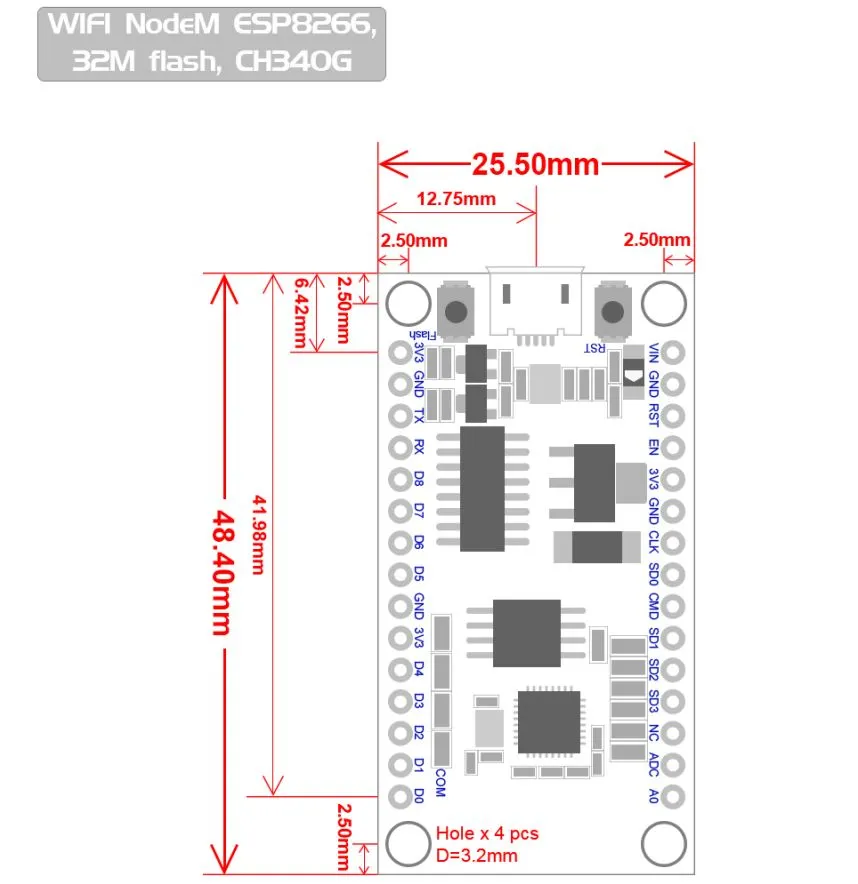 WIFI NodeM ESP8266,
32M flash, CH340G
25.50mm
12.75mm
2.50mm
2.50mm
6.42mm
2.50mm
41.98mm
48.40mm
2.50mm
Flash
RST
3V3
GND
TX
RX
D8
D7
D6
D5
GND
3V3
D4
D3
D2
D1
D0
COM
VIN
GND
RST
EN
3V3
GND
CLK
SD0
CMD
SD1
SD2
SD3
NC
ADC
A0
Hole x 4 pcs
D=3.2mm